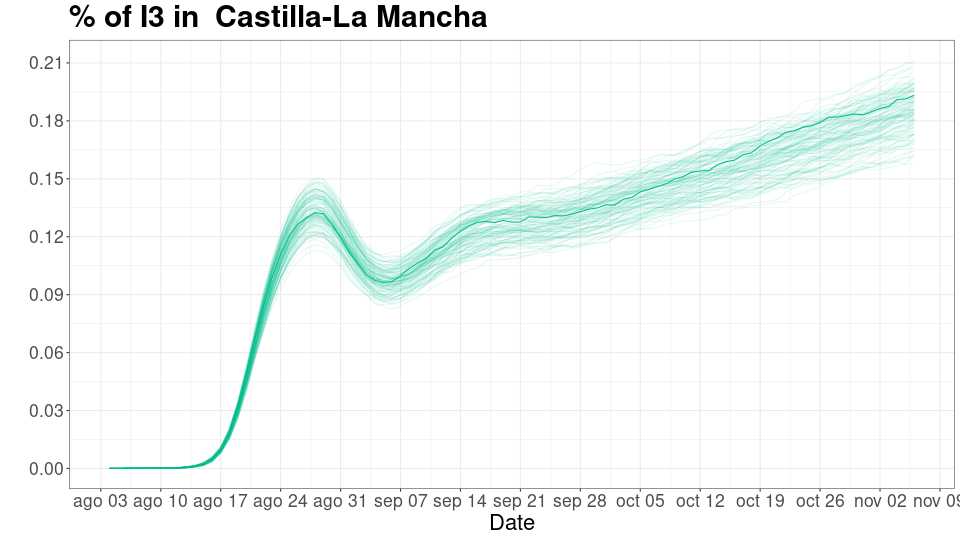 % of I3 in  Castilla-La Mancha
0.21
0.18
0.15
0.12
0.09
0.06
0.03
0.00
ago 03 ago 10 ago 17 ago 24 ago 31 sep 07 sep 14 sep 21 sep 28 oct 05 oct 12 oct 19 oct 26 nov 02 nov 09
Date